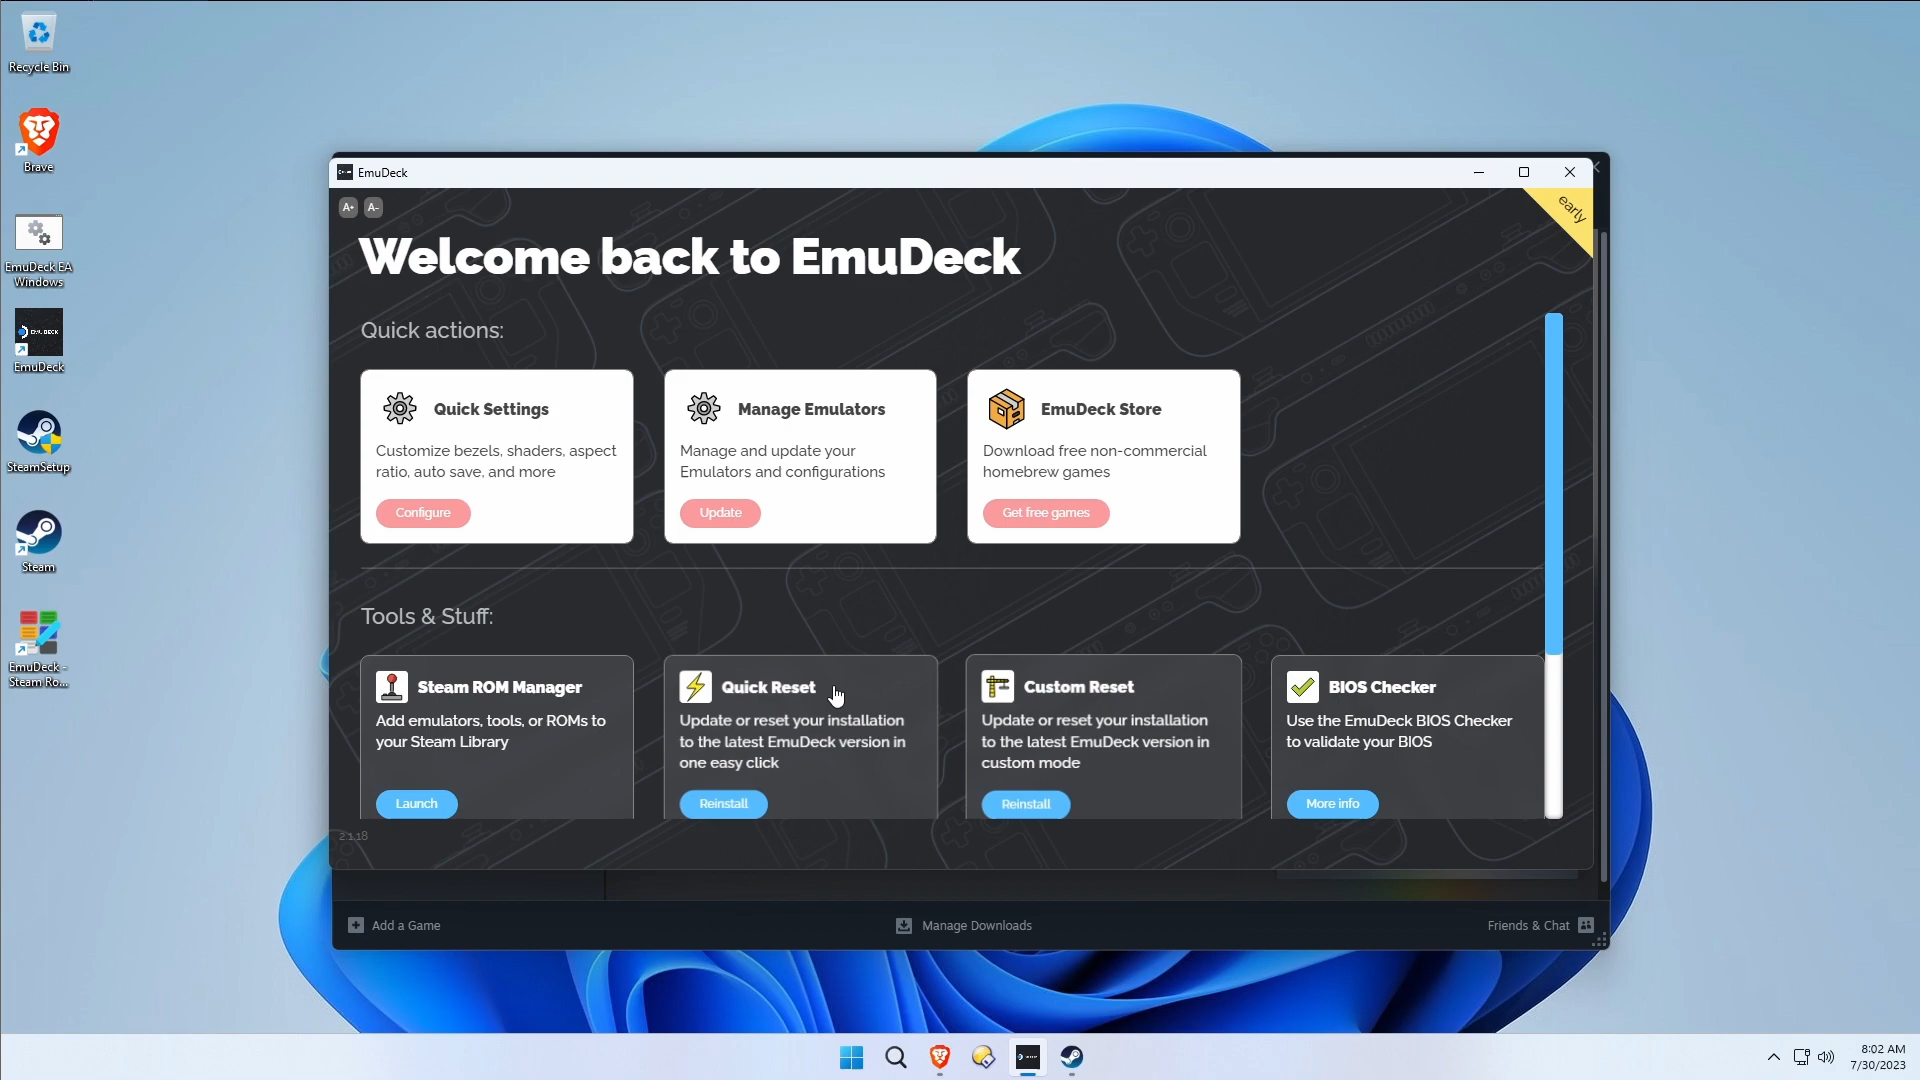 Recycle Bin
Brave
EmuDeck EA
Windows
EMUDECK
EmuDeck
SteamSetup
Steam
EmuDeck -
Steam Ro...
EmuDeck
A+ A-
early
Welcome back to EmuDeck
Quick actions:
Quick Settings
Customize bezels, shaders, aspect
ratio, auto save, and more
Configure
Manage Emulators
Manage and update your
Emulators and configurations
Update
EmuDeck Store
Download free non-commercial
homebrew games
Get free games
Tools & Stuff:
Steam ROM Manager
Add emulators, tools, or ROMs to
your Steam Library
Launch
Quick Reset
Update or reset your installation
to the latest EmuDeck version in
one easy click
Reinstall
Custom Reset
Update or reset your installation
to the latest EmuDeck version in
custom mode
Reinstall
BIOS Checker
Use the EmuDeck BIOS Checker
to validate your BIOS
More info
2.1.18
Add a Game
Manage Downloads
Friends & Chat
8:02 AM
7/30/2023